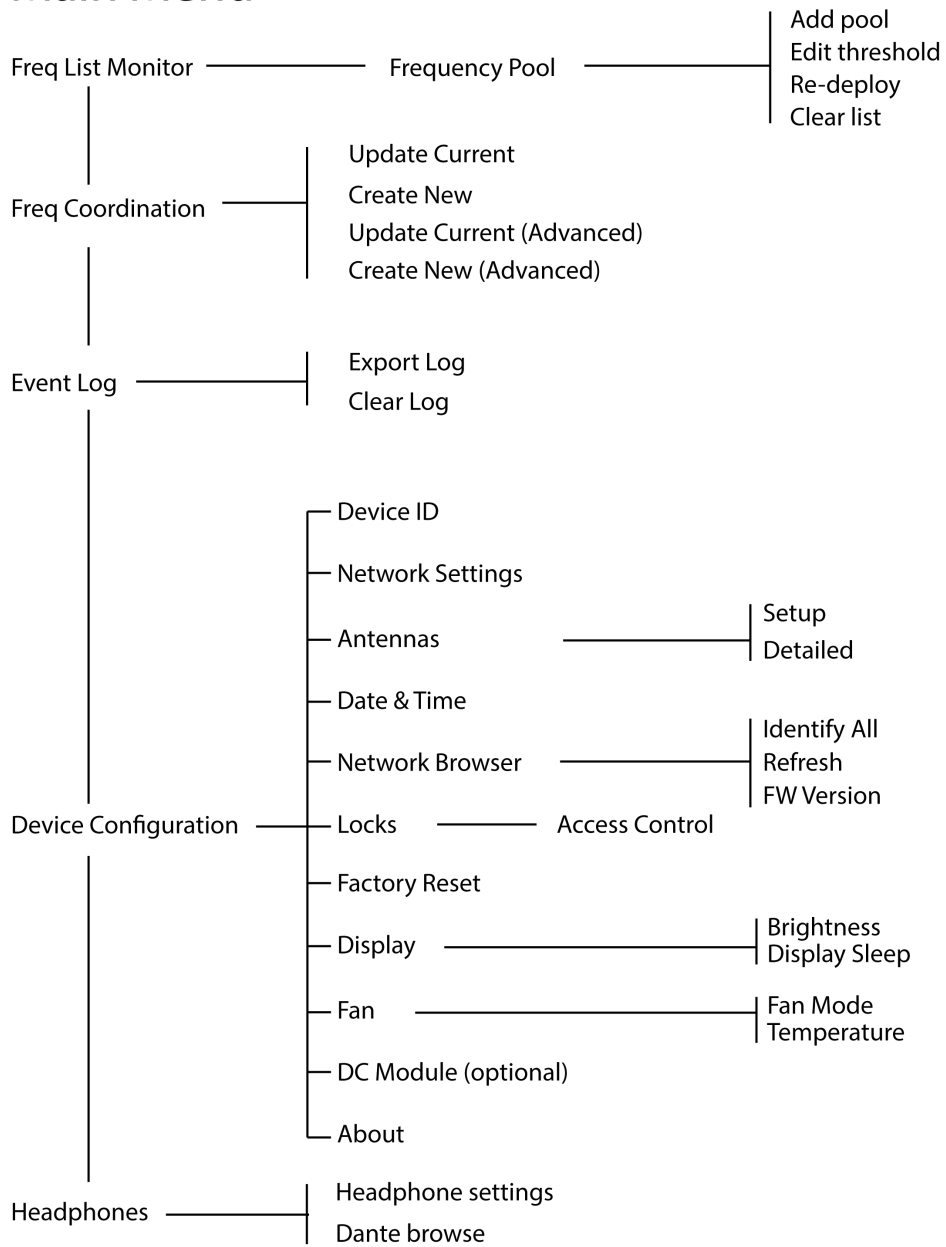 Freq List Monitor
Frequency Pool
Add pool
Edit threshold
Re-deploy
Clear list
Freq Coordination
Update Current
Create New
Update Current (Advanced)
Create New (Advanced)
Event Log
Export Log
Clear Log
Device Configuration
Device ID
Network Settings
Antennas
Setup
Detailed
Date & Time
Network Browser
Identify All
Refresh
FW Version
Locks
Access Control
Factory Reset
Display
Brightness
Display Sleep
Fan
Fan Mode
Temperature
DC Module (optional)
About
Headphones
Headphone settings
Dante browse